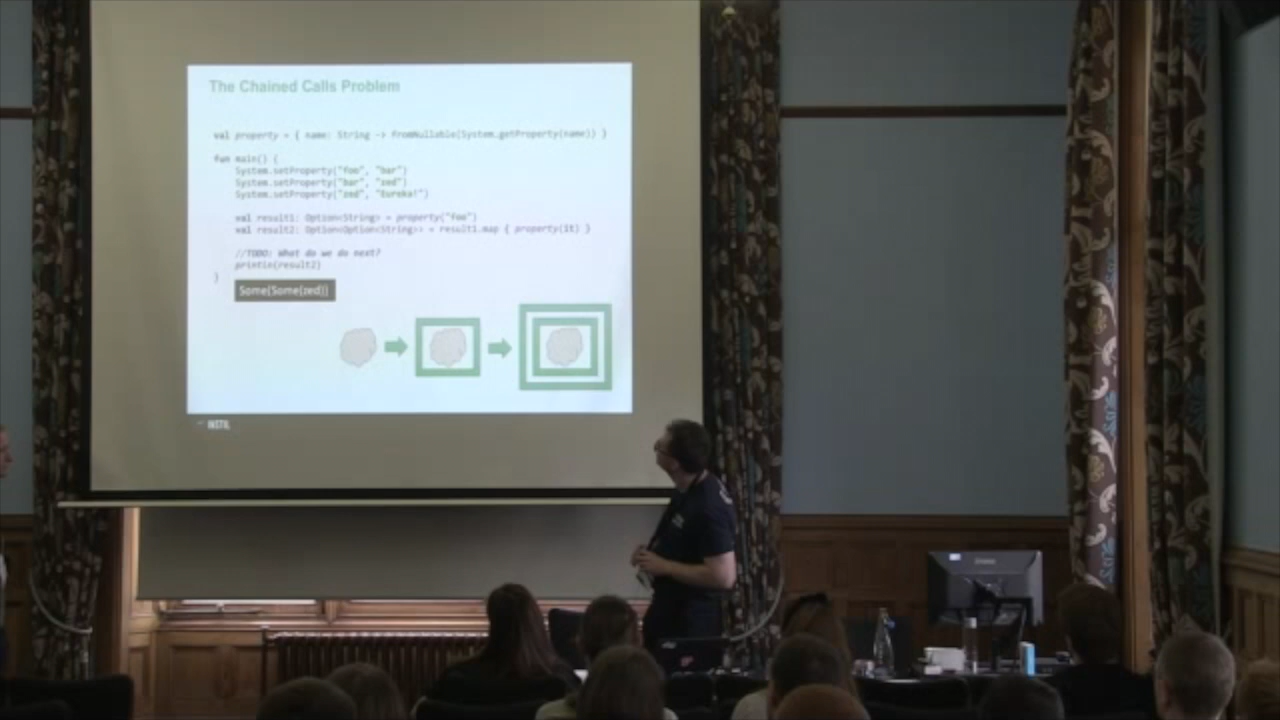 The Chained Calls Problem
val property = { name: String -> fromNullable(System.getProperty(name)) }
fun main() {
System.setProperty("foo", "bar")
System.setProperty("bar", "zed")
System.setProperty("zed", "Eureka!")
val result1: Option<String> = property("foo")
val result2: Option<Option<String>> = result1.map { property(it) }
//TODO: What do we do next?
println(result2)
}
Some(Some(zed))
INSTIL